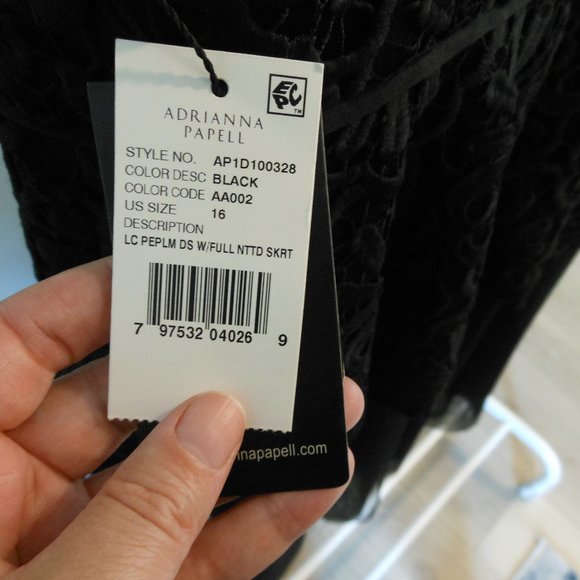 EPC™
ADRIANNA
PAPELL
STYLE NO. AP1D100328
COLOR DESC BLACK
COLOR CODE AA002
US SIZE 16
DESCRIPTION
LC PEPLM DS W/FULL NTTD SKRT
7 97532 04026 9
nnapapell.com